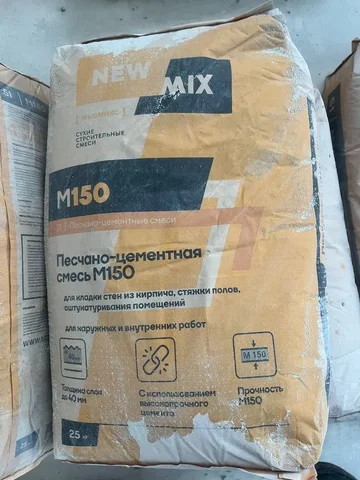 NEW
MIX
НЬЮМИКС
СУХИЕ
СТРОИТЕЛЬНЫЕ
СМЕСИ
М150
Песчано-цементные смеси
Песчано-цементная
смесь М150
для кладки стен из кирпича, стяжки полов,
оштукатуривания помещений
для наружных и внутренних работ
М 150
Толщина слоя
до 40 мм
С использованием
высокопрочного
цемента
Прочность
М150
25 кг